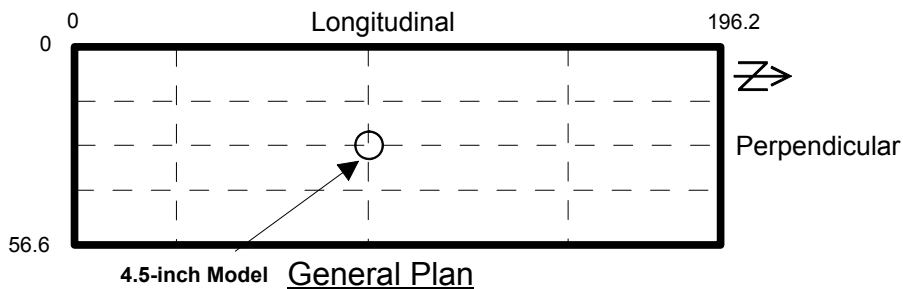 0 Longitudinal 196.2
0
Z
Perpendicular
56.6
4.5-inch Model General Plan